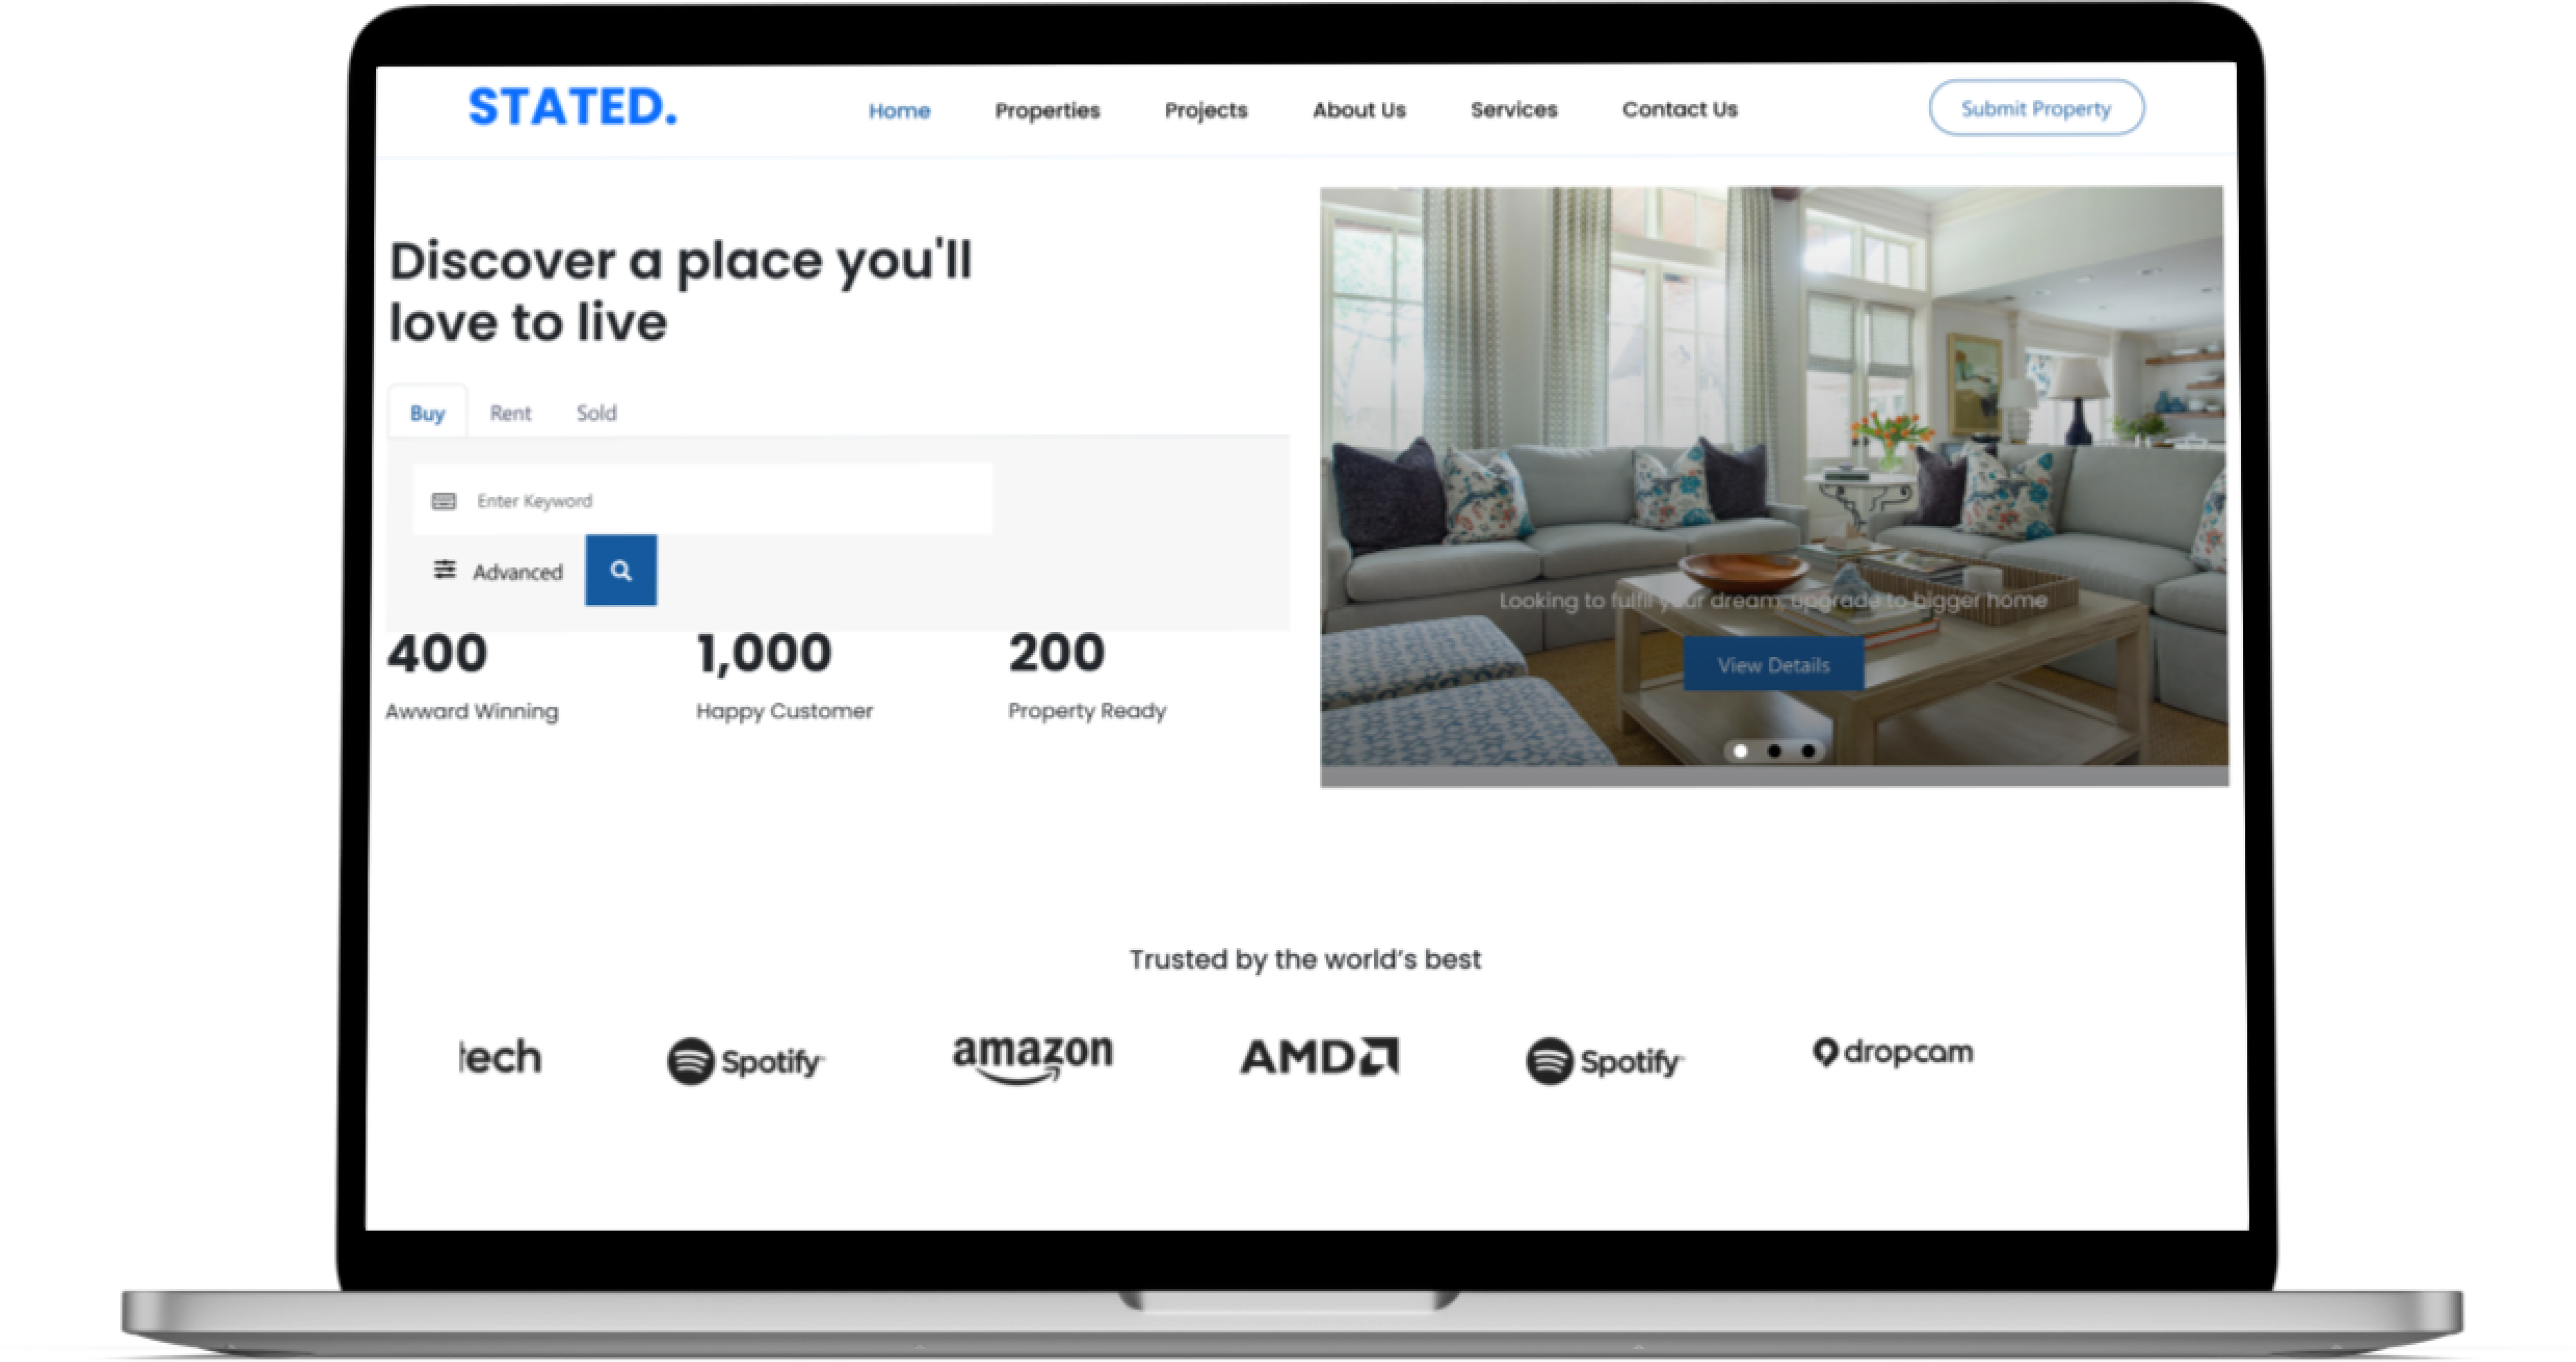 STATED.
Home Properties Projects About Us Services Contact Us Submit Property
Discover a place you'll
love to live
Buy Rent Sold
Enter Keyword
Advanced
400 1,000 200
Awward Winning Happy Customer Property Ready
Looking to fulfil your dream, upgrade to bigger home
View Details
Trusted by the world’s best
tech Spotify amazon AMD Spotify dropcam